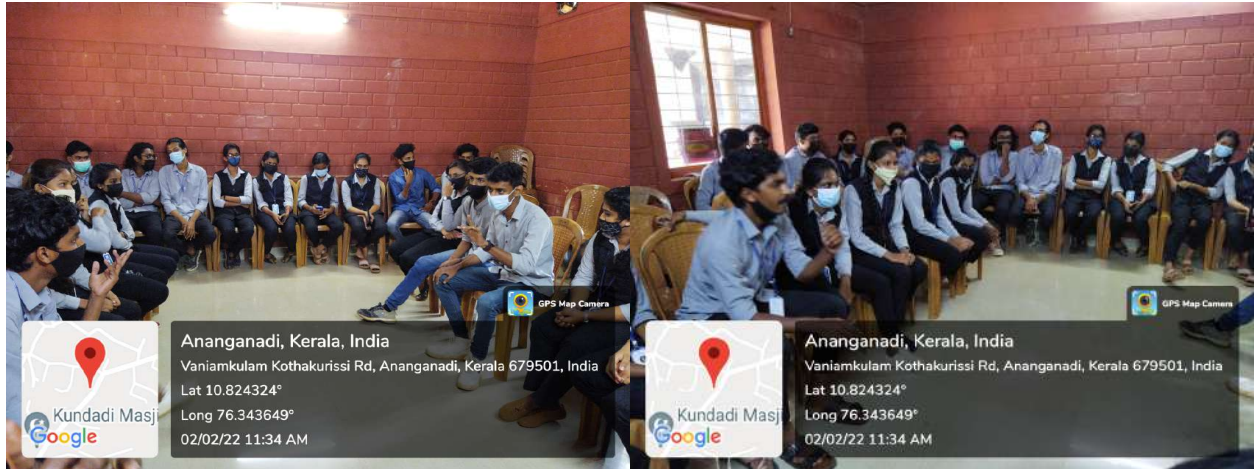 GPS Map Camera
Ananganadi, Kerala, India
Vaniamkulam Kothakurissi Rd, Ananganadi, Kerala 679501, India
Lat 10.824324°
Long 76.343649°
02/02/22 11:34 AM
Kundadi Masji
Google
GPS Map Camera
Ananganadi, Kerala, India
Vaniamkulam Kothakurissi Rd, Ananganadi, Kerala 679501, India
Lat 10.824324°
Long 76.343649°
02/02/22 11:34 AM
Kundadi Masji
Google